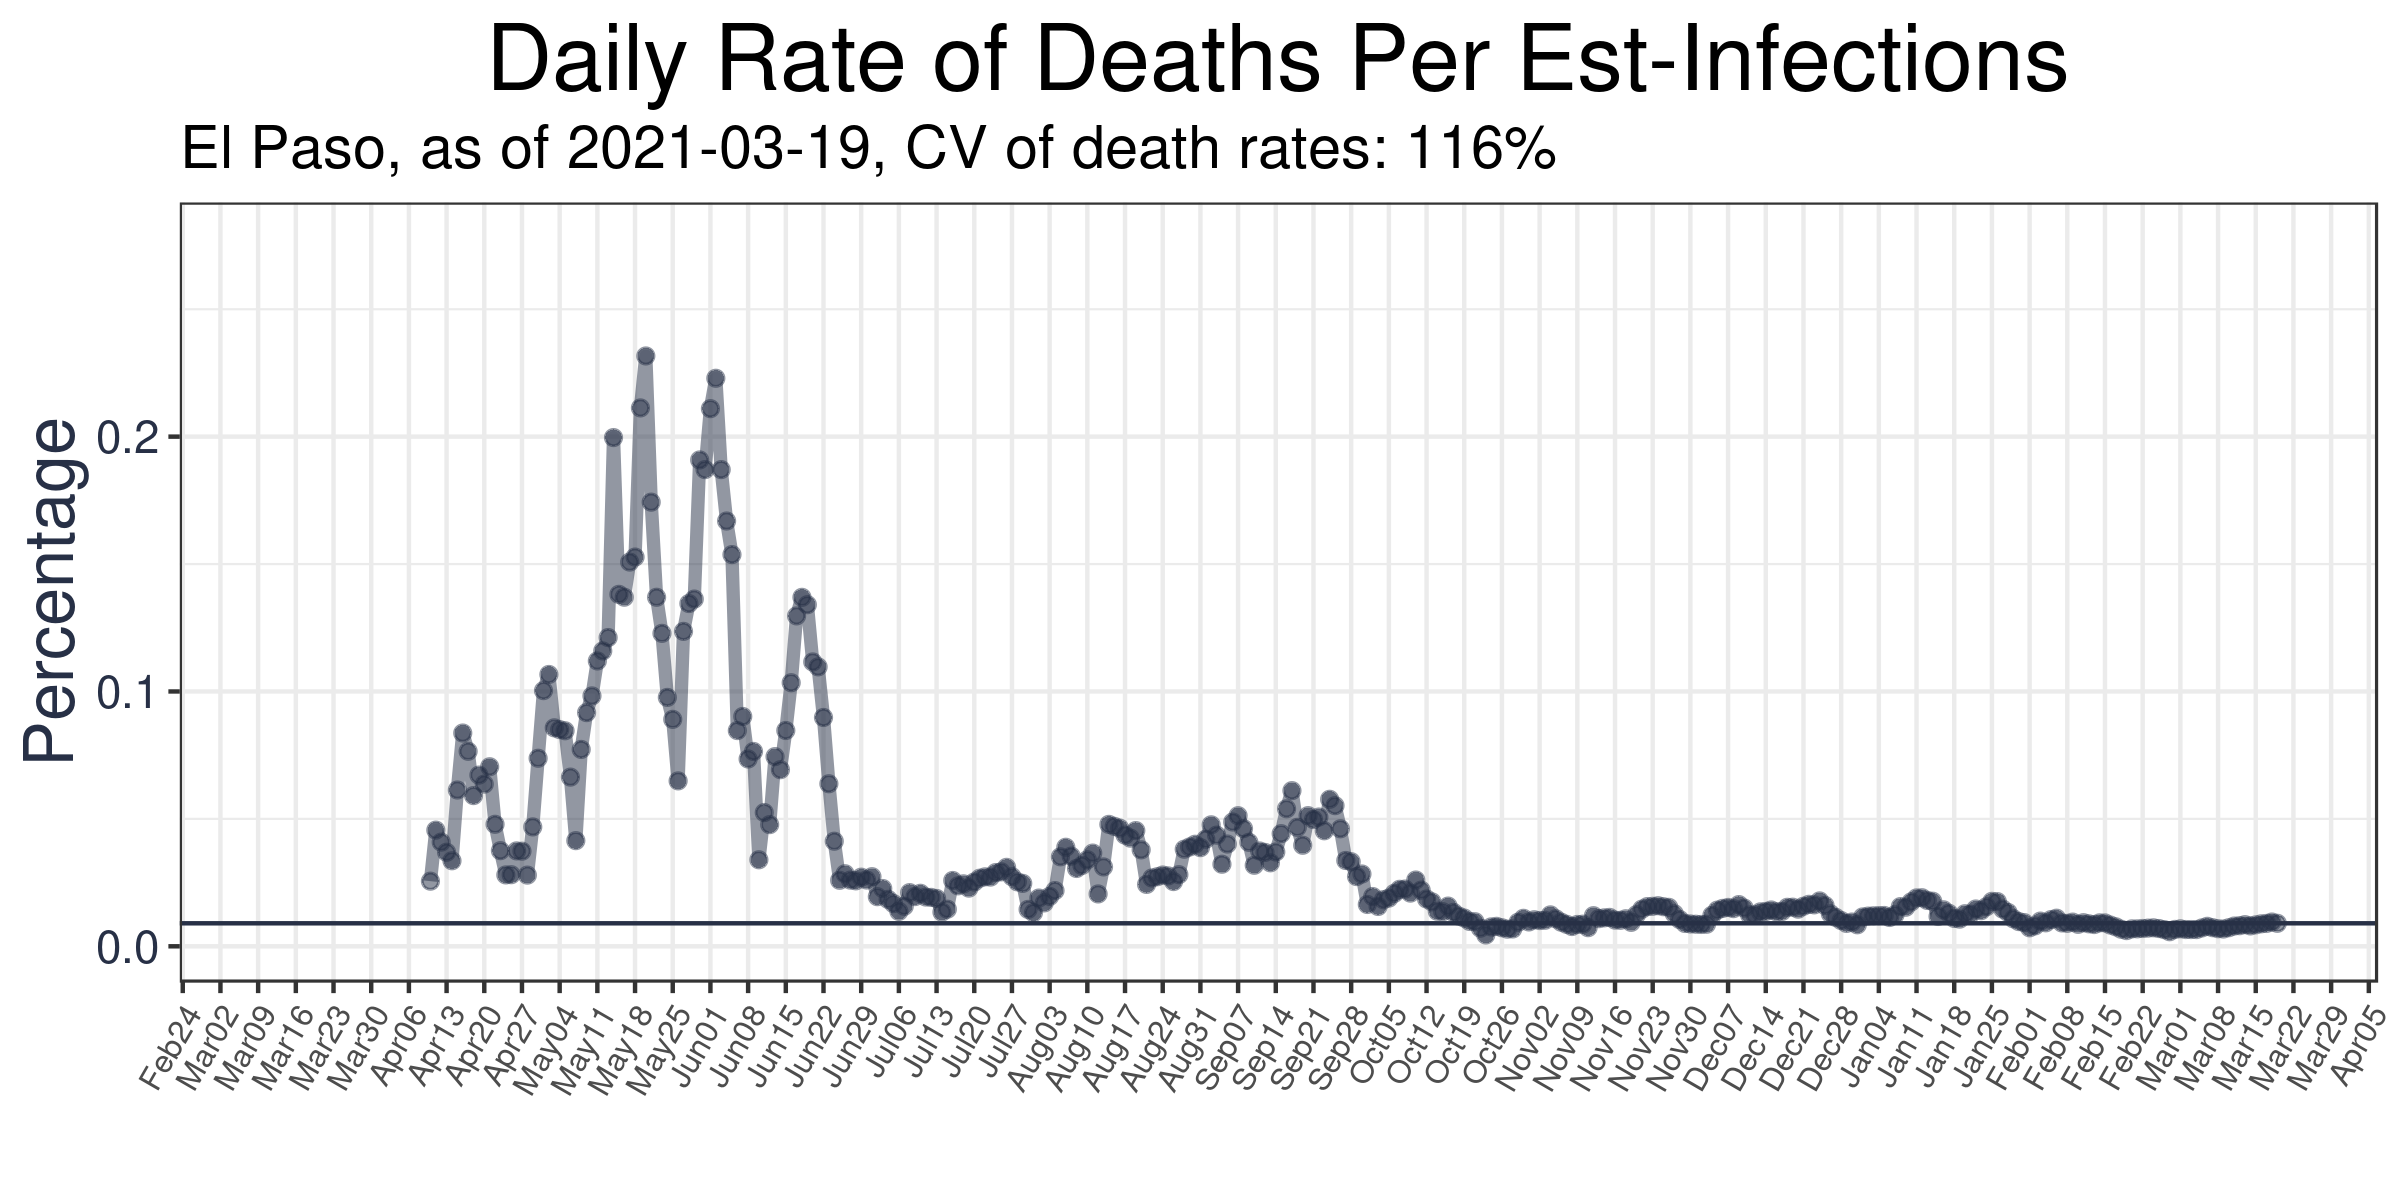 Daily Rate of Deaths Per Est-Infections
El Paso, as of 2021-03-19, CV of death rates: 116%
Percentage
0.2
0.1
0.0
Feb24 Mar02 Mar09 Mar16 Mar23 Mar30 Apr06 Apr13 Apr20 Apr27 May04 May11 May18 May25 Jun01 Jun08 Jun15 Jun22 Jun29 Jul06 Jul13 Jul20 Jul27 Aug03 Aug10 Aug17 Aug24 Aug31 Sep07 Sep14 Sep21 Sep28 Oct05 Oct12 Oct19 Oct26 Nov02 Nov09 Nov16 Nov23 Nov30 Dec07 Dec14 Dec21 Dec28 Jan04 Jan11 Jan18 Jan25 Feb01 Feb08 Feb15 Feb22 Mar01 Mar08 Mar15 Mar22 Mar29 Apr05